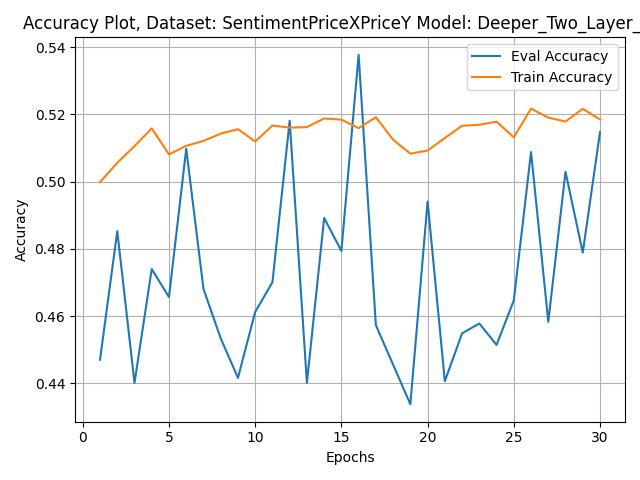 Accuracy Plot, Dataset: SentimentPriceXPriceY Model: Deeper_Two_Layer_
Eval Accuracy
Train Accuracy
0.54
0.52
0.50
0.48
0.46
0.44
Accuracy
0 5 10 15 20 25 30
Epochs